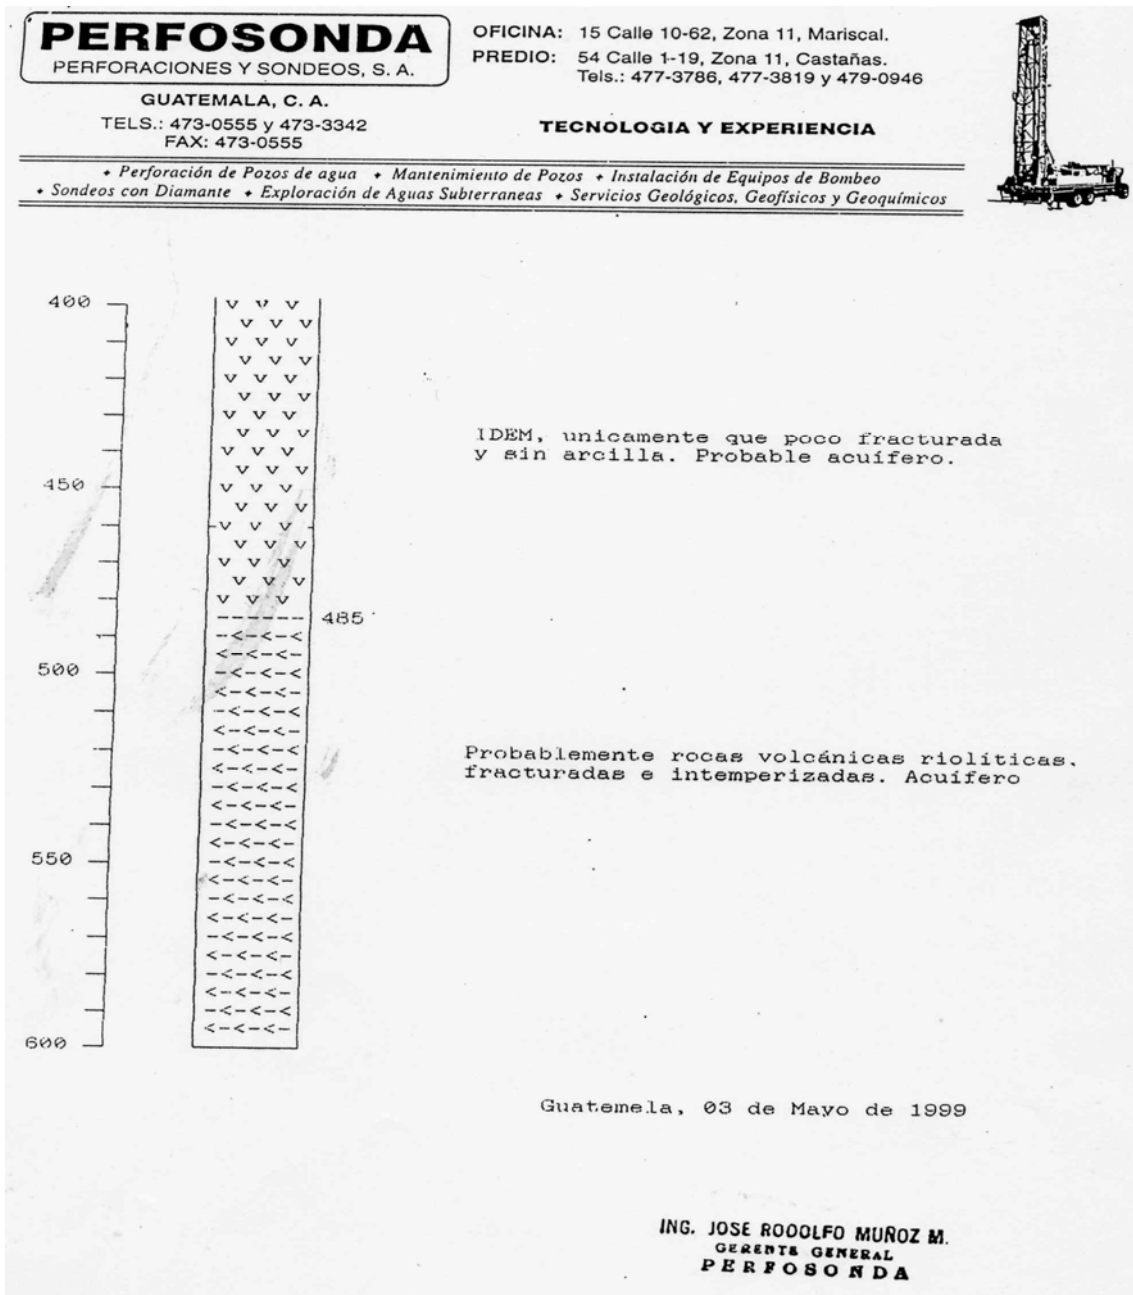 PERFOSONDA
PERFORACIONES Y SONDEOS, S. A.
GUATEMALA, C. A.
TELS.: 473-0555 y 473-3342
FAX: 473-0555
OFICINA: 15 Calle 10-62, Zona 11, Mariscal.
PREDIO: 54 Calle 1-19, Zona 11, Castañas.
Tels.: 477-3786, 477-3819 y 479-0946
TECNOLOGIA Y EXPERIENCIA
+ Perforación de Pozos de agua + Mantenimiento de Pozos + Instalación de Equipos de Bombeo
+ Sondeos con Diamante + Exploración de Aguas Subterraneas + Servicios Geológicos, Geofísicos y Geoquímicos
400
IDEM, unicamente que poco fracturada
y sin arcilla. Probable acuífero.
450
485
500
Probablemente rocas volcánicas riolíticas.
fracturadas e intemperizadas. Acuífero
550
600
Guatemela, 03 de Mayo de 1999
ING. JOSE RODOLFO MUÑOZ M.
GERENTE GENERAL
PERFOSONDA